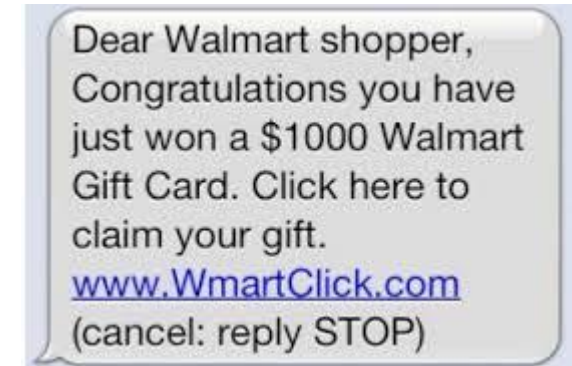 Dear Walmart shopper,
Congratulations you have
just won a $1000 Walmart
Gift Card. Click here to
claim your gift.
www.WmartClick.com
(cancel: reply STOP)